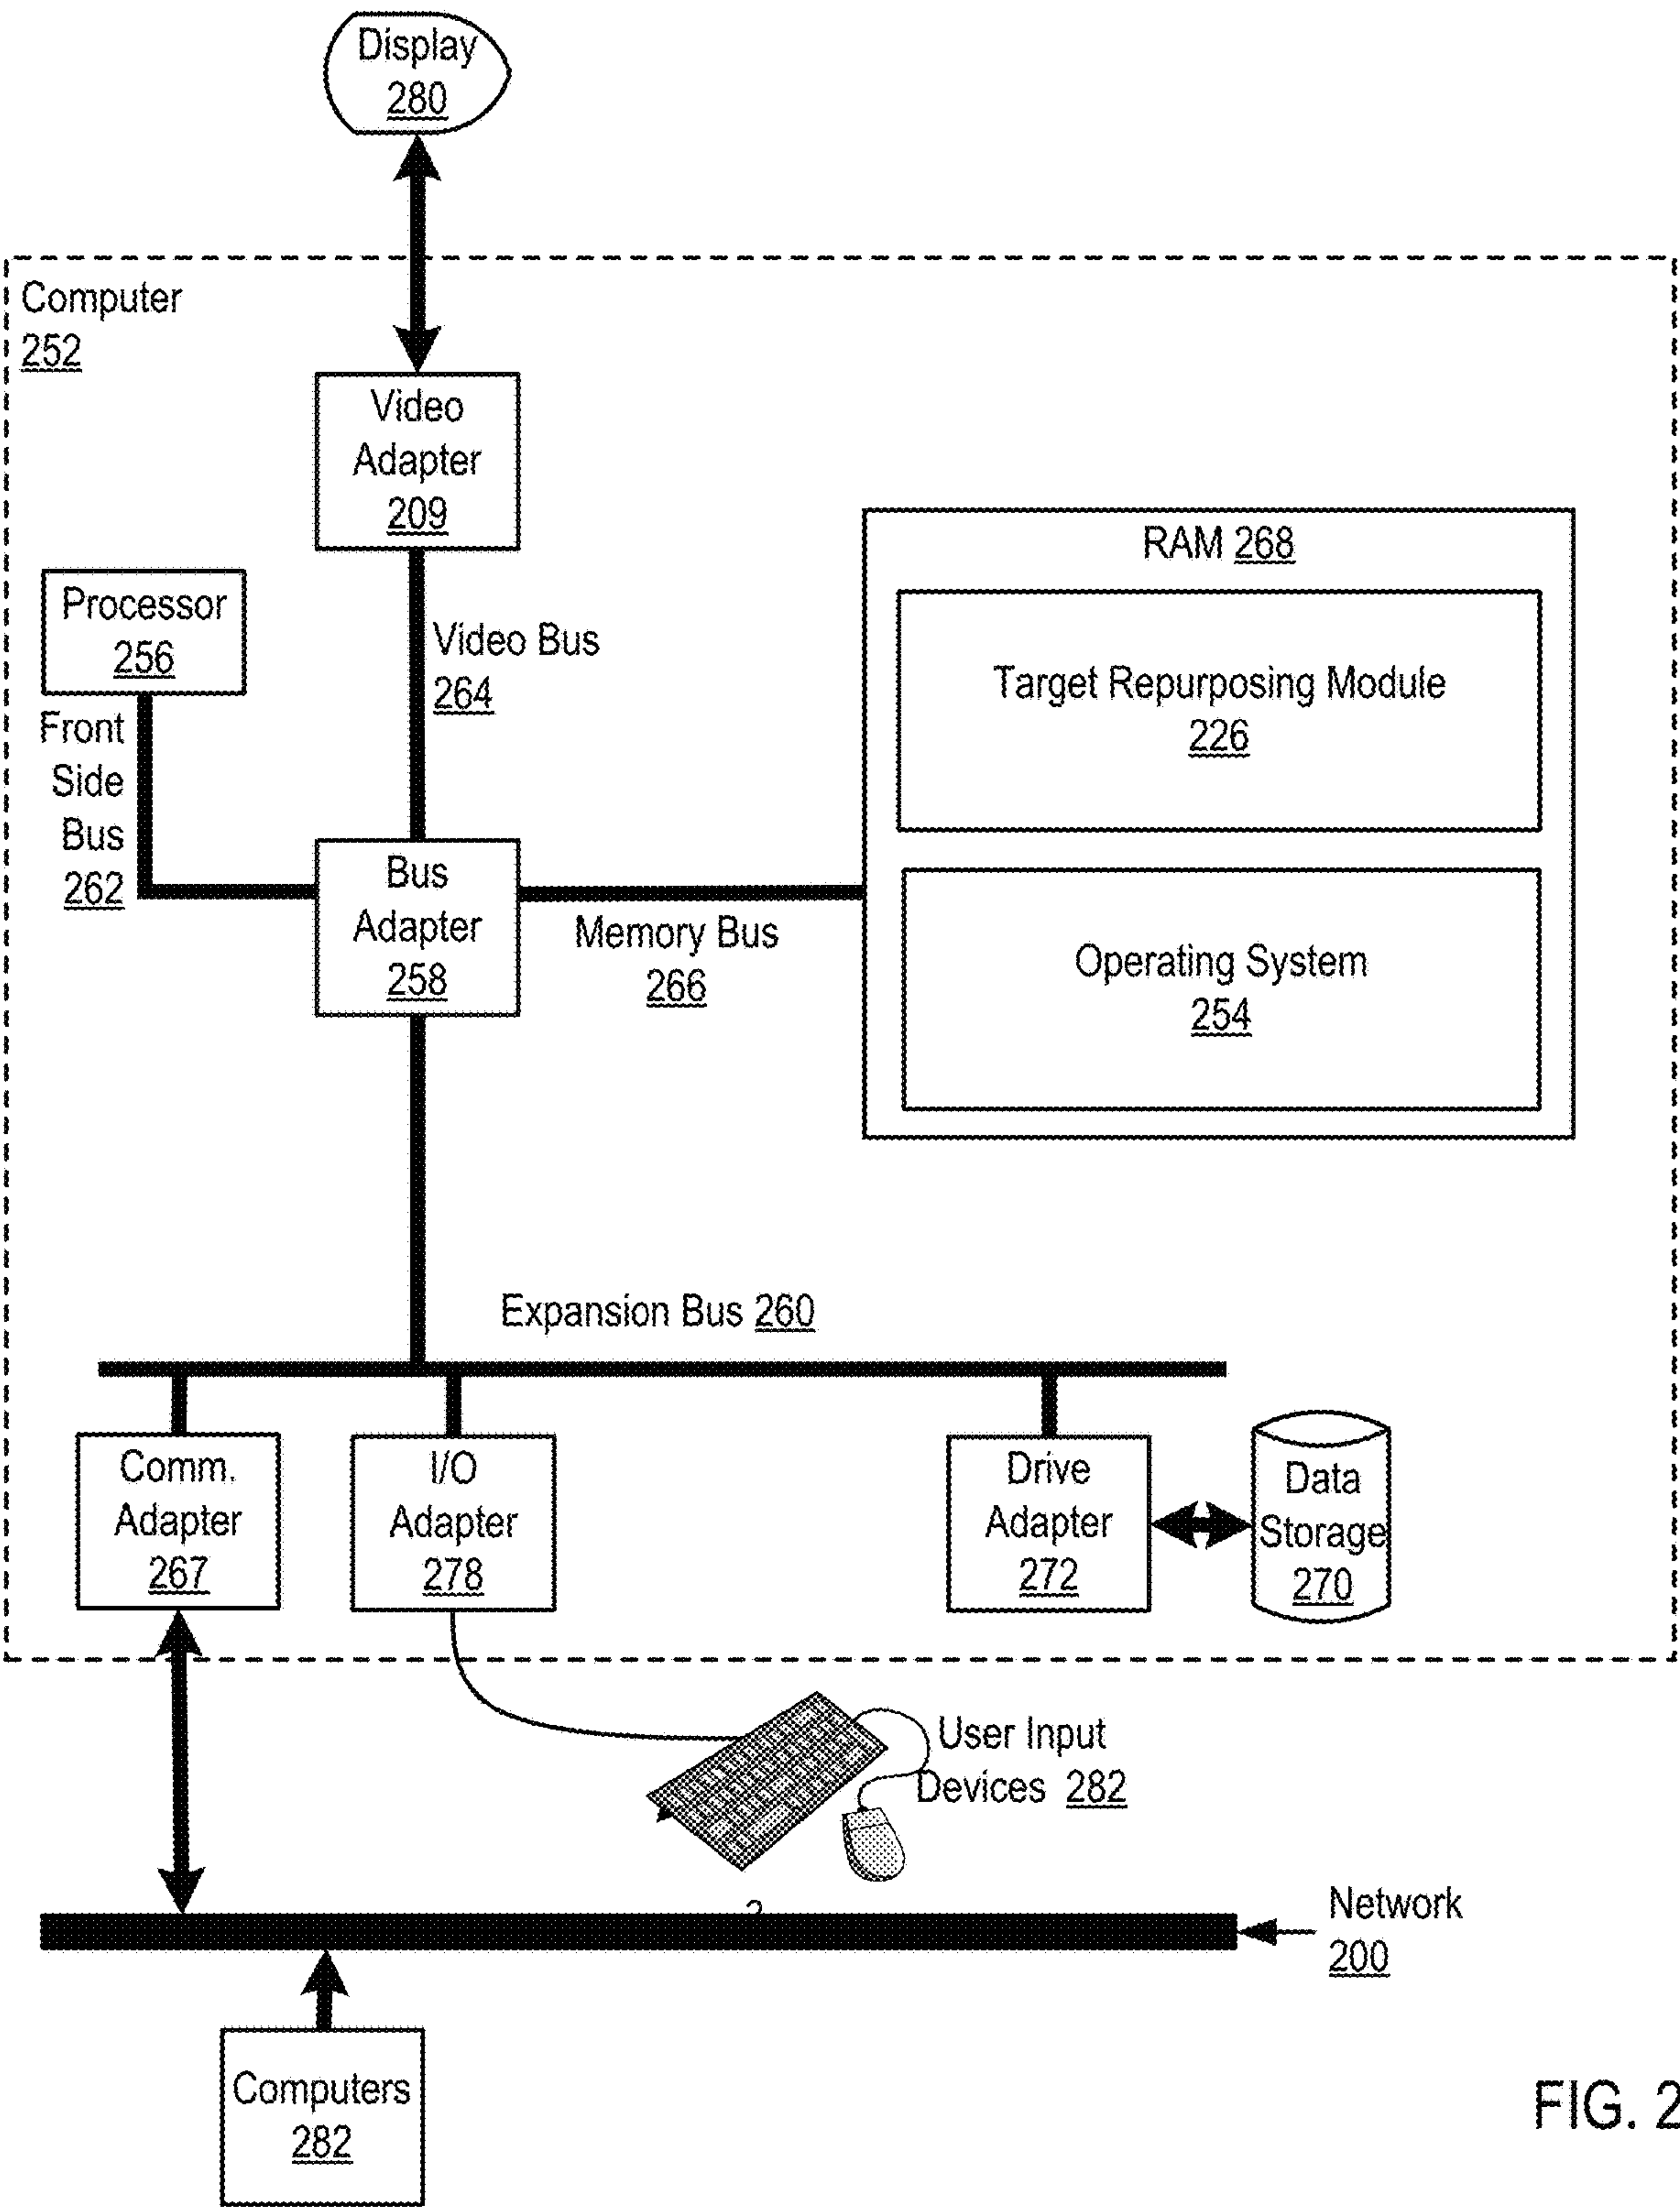 Display
280
Computer
252
Video
Adapter
209
RAM 268
Processor
256
Video Bus
264
Target Repurposing Module
226
Front
Side
Bus
262
Bus
Adapter
258
Memory Bus
266
Operating System
254
Expansion Bus 260
Comm.
Adapter
267
I/O
Adapter
278
Drive
Adapter
272
Data
Storage
270
User Input
Devices 282
2
Network
200
Computers
282
FIG. 2